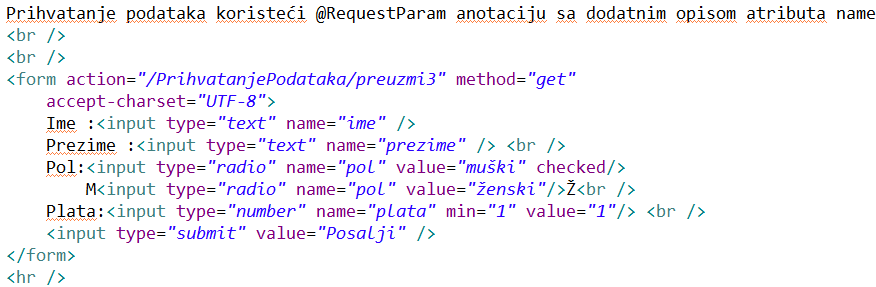 Prihvatanje podataka koristeći @RequestParam anotaciju sa dodatnim opisom atributa name
<br />
<br />
<form action="/PrihvatanjePodataka/preuzmi3" method="get"
    accept-charset="UTF-8">
    Ime :<input type="text" name="ime" />
    Prezime :<input type="text" name="prezime" /> <br />
    Pol:<input type="radio" name="pol" value="muški" checked/>
        M<input type="radio" name="pol" value="ženski"/>Ž<br />
    Plata:<input type="number" name="plata" min="1" value="1"/> <br />
    <input type="submit" value="Posalji" />
</form>
<hr />